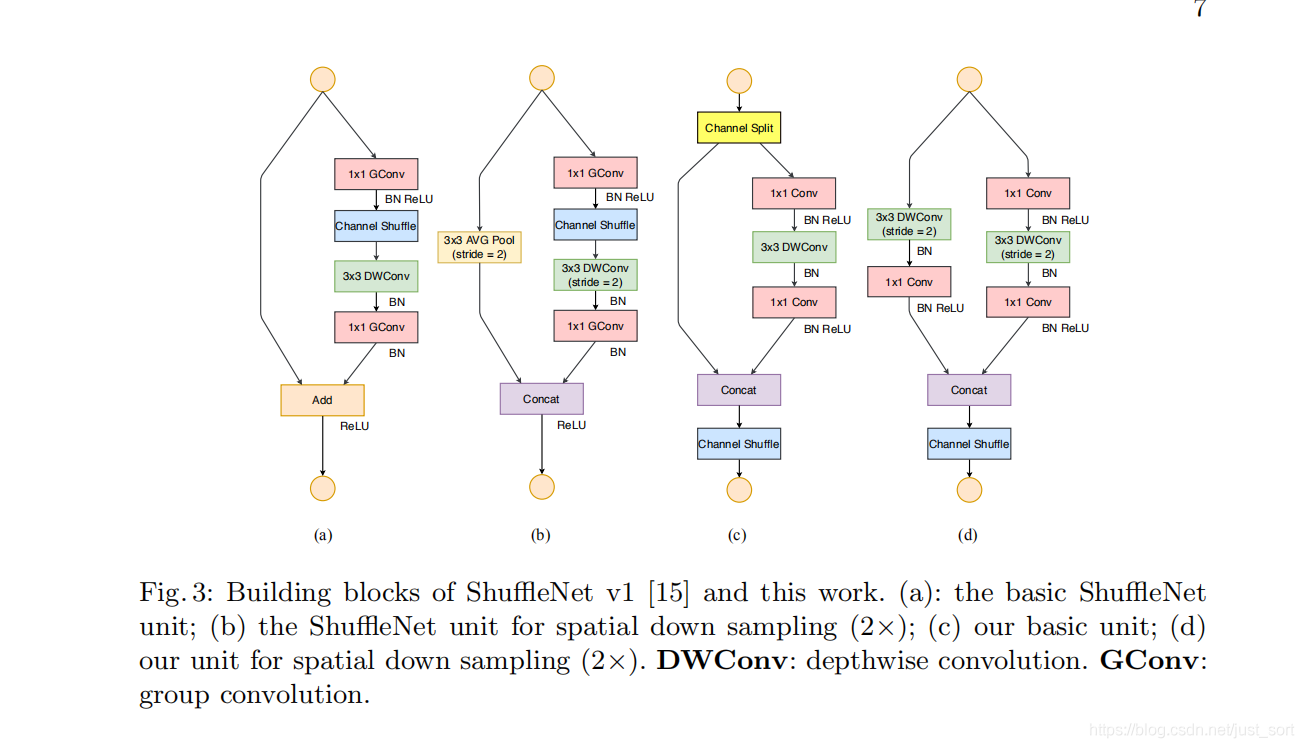 7
Channel Split
1x1 GConv
BN ReLU
Channel Shuffle
3x3 DWConv
BN
1x1 GConv
BN
Add
ReLU
(a)
1x1 GConv
BN ReLU
Channel Shuffle
3x3 AVG Pool
(stride = 2)
3x3 DWConv
(stride = 2)
BN
1x1 GConv
BN
Concat
ReLU
(b)
1x1 Conv
BN ReLU
3x3 DWConv
BN
1x1 Conv
BN ReLU
Concat
Channel Shuffle
(c)
3x3 DWConv
(stride = 2)
BN
1x1 Conv
BN ReLU
1x1 Conv
BN ReLU
3x3 DWConv
(stride = 2)
BN
1x1 Conv
BN ReLU
Concat
Channel Shuffle
(d)
Fig. 3: Building blocks of ShuffleNet v1 [15] and this work. (a): the basic ShuffleNet
unit; (b) the ShuffleNet unit for spatial down sampling (2×); (c) our basic unit; (d)
our unit for spatial down sampling (2×). DWConv: depthwise convolution. GConv:
group convolution.
https://blog.csdn.net/just_sort